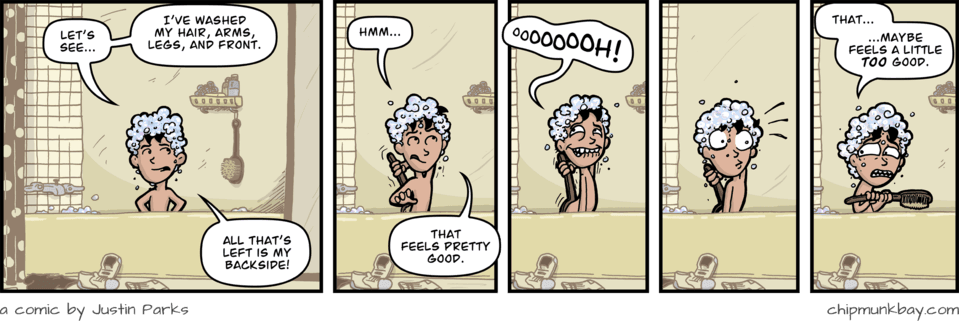 LET'S
SEE...
I'VE WASHED
MY HAIR, ARMS,
LEGS, AND FRONT.
ALL THAT'S
LEFT IS MY
BACKSIDE!
HMM...
THAT
FEELS PRETTY
GOOD.
OOOOOOOOH!
THAT...
...MAYBE
FEELS A LITTLE
TOO GOOD.
a comic by Justin Parks
chipmunkbay.com